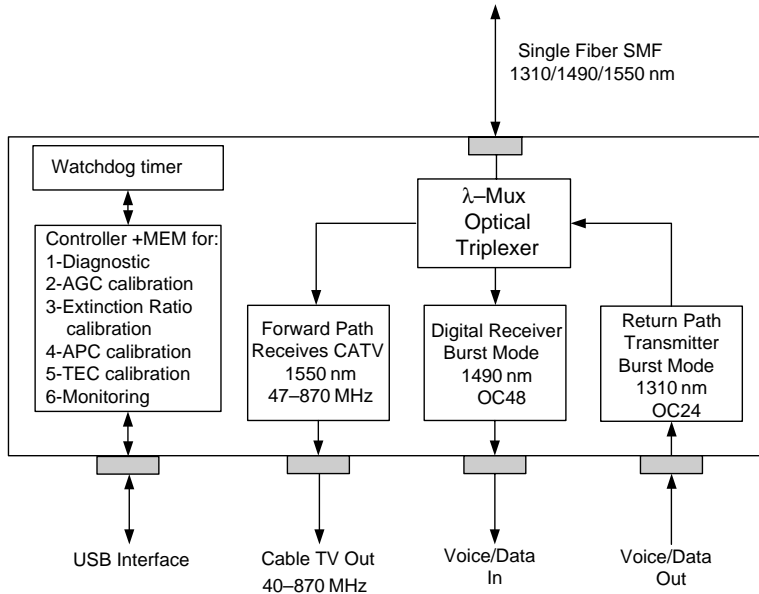 Single Fiber SMF
1310/1490/1550 nm
Watchdog timer
λ–Mux
Optical
Triplexer
Controller +MEM for:
1-Diagnostic
2-AGC calibration
3-Extinction Ratio
calibration
4-APC calibration
5-TEC calibration
6-Monitoring
Forward Path
Receives CATV
1550 nm
47–870 MHz
Digital Receiver
Burst Mode
1490 nm
OC48
Return Path
Transmitter
Burst Mode
1310 nm
OC24
USB Interface
Cable TV Out
40–870 MHz
Voice/Data
In
Voice/Data
Out